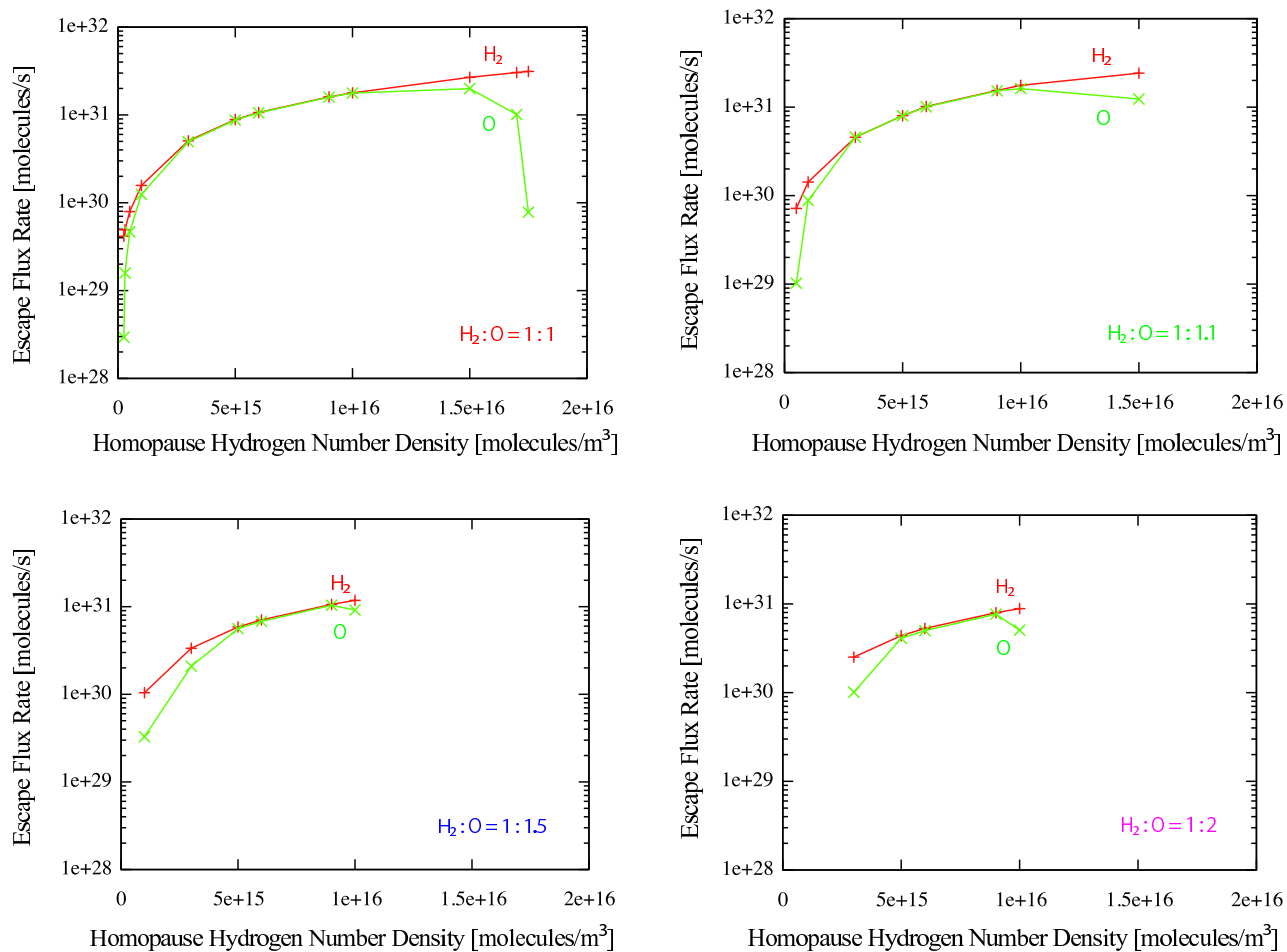 Escape Flux Rate [molecules/s]
1e+32
1e+31
1e+30
1e+29
1e+28
H₂
O
H₂:O=1:1
0
5e+15
1e+16
1.5e+16
2e+16
Homopause Hydrogen Number Density [molecules/m³]
Escape Flux Rate [molecules/s]
1e+32
1e+31
1e+30
1e+29
1e+28
H₂
O
H₂:O=1:1.1
0
5e+15
1e+16
1.5e+16
2e+16
Homopause Hydrogen Number Density [molecules/m³]
Escape Flux Rate [molecules/s]
1e+32
1e+31
1e+30
1e+29
1e+28
H₂
O
H₂:O=1:1.5
0
5e+15
1e+16
1.5e+16
2e+16
Homopause Hydrogen Number Density [molecules/m³]
Escape Flux Rate [molecules/s]
1e+32
1e+31
1e+30
1e+29
1e+28
H₂
O
H₂:O=1:2
0
5e+15
1e+16
1.5e+16
2e+16
Homopause Hydrogen Number Density [molecules/m³]